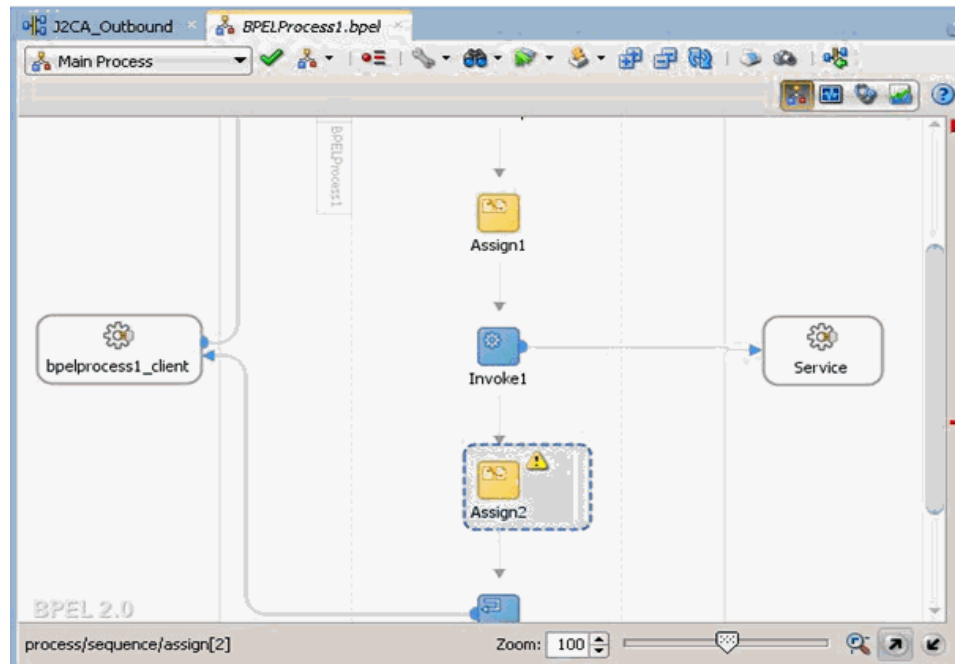 J2CA_Outbound
BPELProcess1.bpel
Main Process
BPELProcess1
Assign1
bpelprocess1_client
Invoke1
Service
Assign2
BPEL 2.0
process/sequence/assign[2]
Zoom: 100